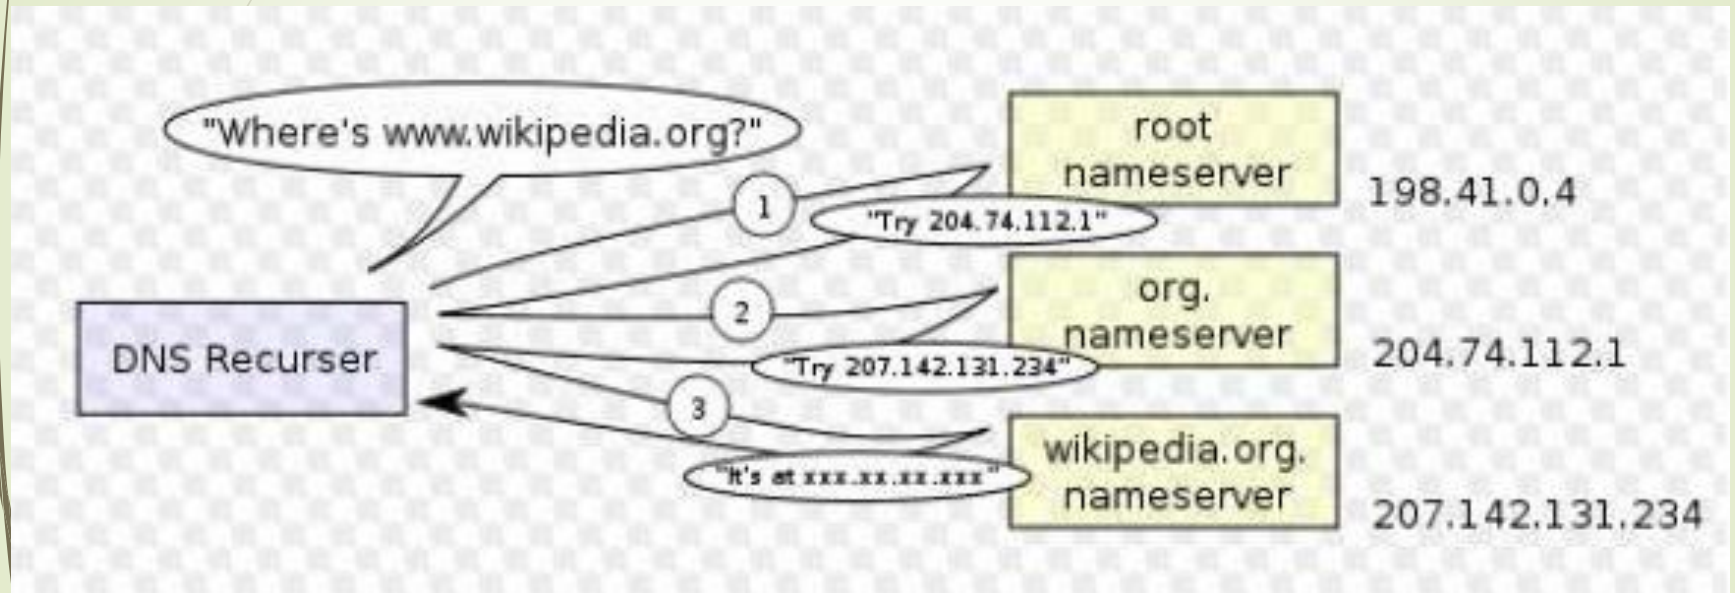 "Where's www.wikipedia.org?"
root
nameserver
198.41.0.4
1
"Try 204.74.112.1"
org.
nameserver
204.74.112.1
2
"Try 207.142.131.234"
DNS Recurser
3
wikipedia.org.
nameserver
207.142.131.234
"It's at xxx.xx.xx.xxx"